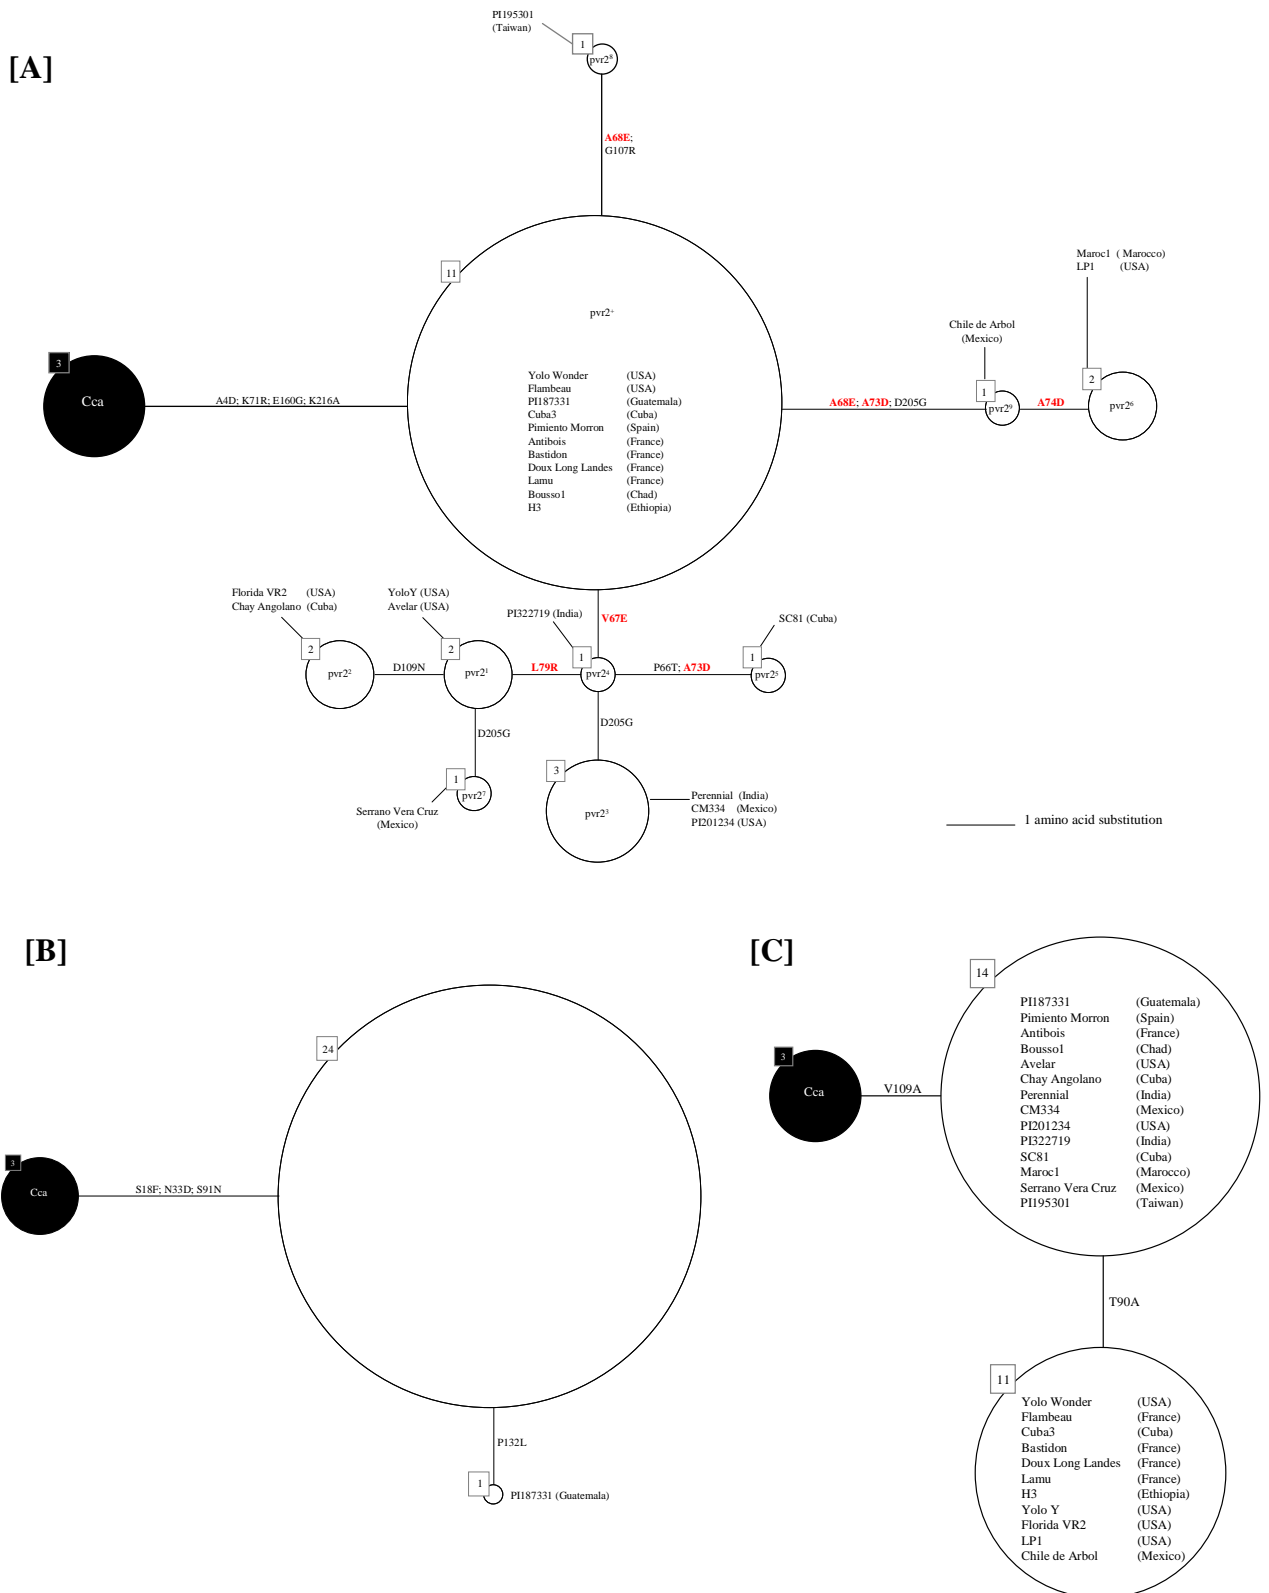 [A]
PI195301
(Taiwan)
1
pvr2⁸
A68E;
G107R
11
pvr2⁺
Yolo Wonder (USA)
Flambeau (USA)
PI187331 (Guatemala)
Cuba3 (Cuba)
Pimiento Morron (Spain)
Antibois (France)
Bastidon (France)
Doux Long Landes (France)
Lamu (France)
Bousso1 (Chad)
H3 (Ethiopia)
3
Cca
A4D; K71R; E160G; K216A
A68E; A73D; D205G
Chile de Arbol
(Mexico)
1
pvr2⁹
A74D
Maroc1 ( Marocco)
LP1 (USA)
2
pvr2⁶
V67E
Florida VR2 (USA)
Chay Angolano (Cuba)
2
pvr2²
D109N
YoloY (USA)
Avelar (USA)
2
pvr2¹
L79R
PI322719 (India)
1
pvr2⁴
P66T; A73D
SC81 (Cuba)
1
pvr2⁵
D205G
1
pvr2⁷
Serrano Vera Cruz
(Mexico)
D205G
3
pvr2³
Perennial (India)
CM334 (Mexico)
PI201234 (USA)
1 amino acid substitution
[B]
24
3
Cca
S18F; N33D; S91N
P132L
1
PI187331 (Guatemala)
[C]
14
PI187331 (Guatemala)
Pimiento Morron (Spain)
Antibois (France)
Bousso1 (Chad)
Avelar (USA)
Chay Angolano (Cuba)
Perennial (India)
CM334 (Mexico)
PI201234 (USA)
PI322719 (India)
SC81 (Cuba)
Maroc1 (Marocco)
Serrano Vera Cruz (Mexico)
PI195301 (Taiwan)
3
Cca
V109A
T90A
11
Yolo Wonder (USA)
Flambeau (France)
Cuba3 (Cuba)
Bastidon (France)
Doux Long Landes (France)
Lamu (France)
H3 (Ethiopia)
Yolo Y (USA)
Florida VR2 (USA)
LP1 (USA)
Chile de Arbol (Mexico)